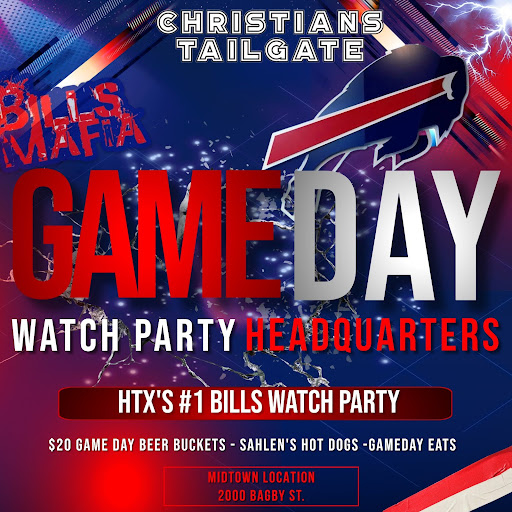 CHRISTIANS
TAILGATE
BILLS
MAFIA
GAMEDAY
WATCH PARTY HEADQUARTERS
HTX'S #1 BILLS WATCH PARTY
$20 GAME DAY BEER BUCKETS - SAHLEN'S HOT DOGS -GAMEDAY EATS
MIDTOWN LOCATION
2000 BAGBY ST.